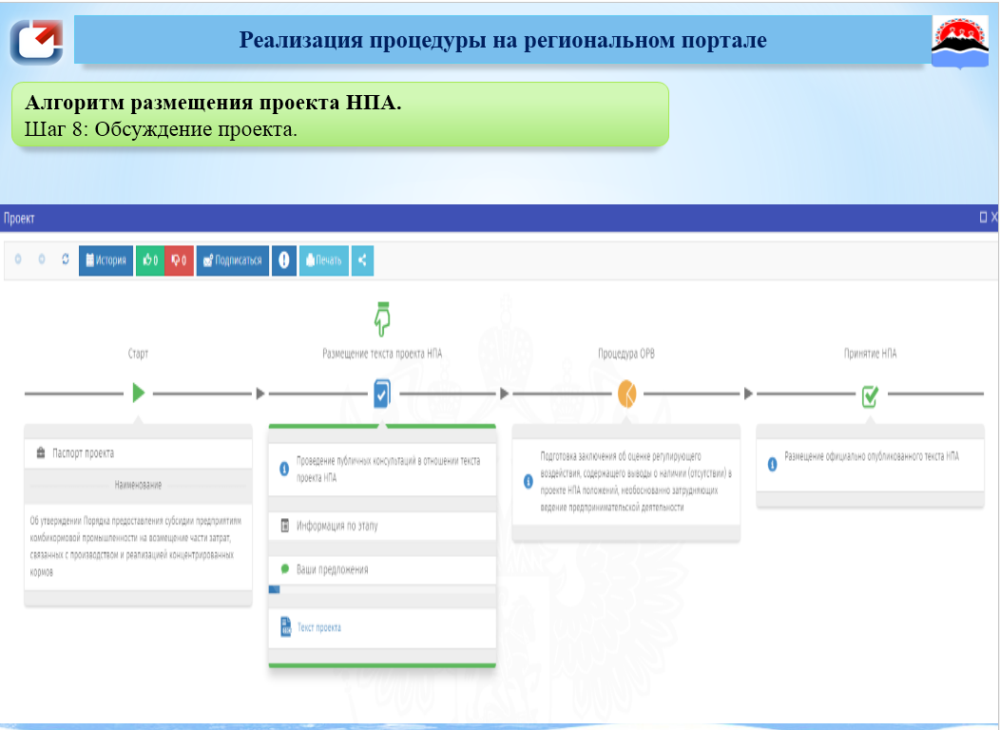 Реализация процедуры на региональном портале
Алгоритм размещения проекта НПА.
Шаг 8: Обсуждение проекта.
Проект
История 0 0 Подписаться Печать
Старт
Размещение текста проекта НПА
Процедура ОРВ
Принятие НПА
Паспорт проекта
Наименование
Об утверждении Порядка предоставления субсидии предприятиям
комбикормовой промышленности на возмещение части затрат,
связанных с производством и реализацией концентрированных
кормов
Проведение публичных консультаций в отношении текста
проекта НПА
Информация по этапу
Ваши предложения
Текст проекта
Подготовка заключения об оценке регулирующего
воздействия, содержащего выводы о наличии (отсутствии) в
проекте НПА положений, необоснованно затрудняющих
ведение предпринимательской деятельности
Размещение официально опубликованного текста НПА